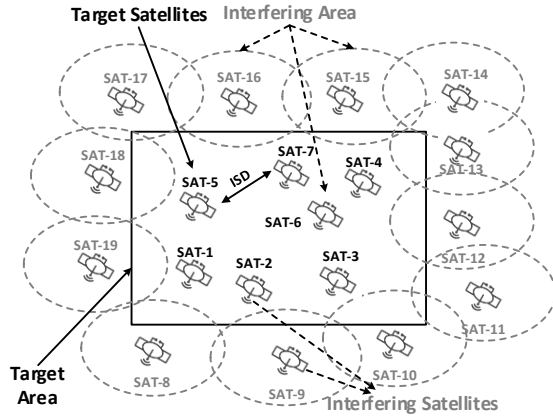 Target Satellites
Interfering Area
SAT-17
SAT-16
SAT-15
SAT-14
SAT-18
SAT-7
SAT-5
ISD
SAT-4
SAT-13
SAT-6
SAT-19
SAT-1
SAT-2
SAT-3
SAT-12
SAT-11
SAT-8
SAT-9
SAT-10
Target
Area
Interfering Satellites